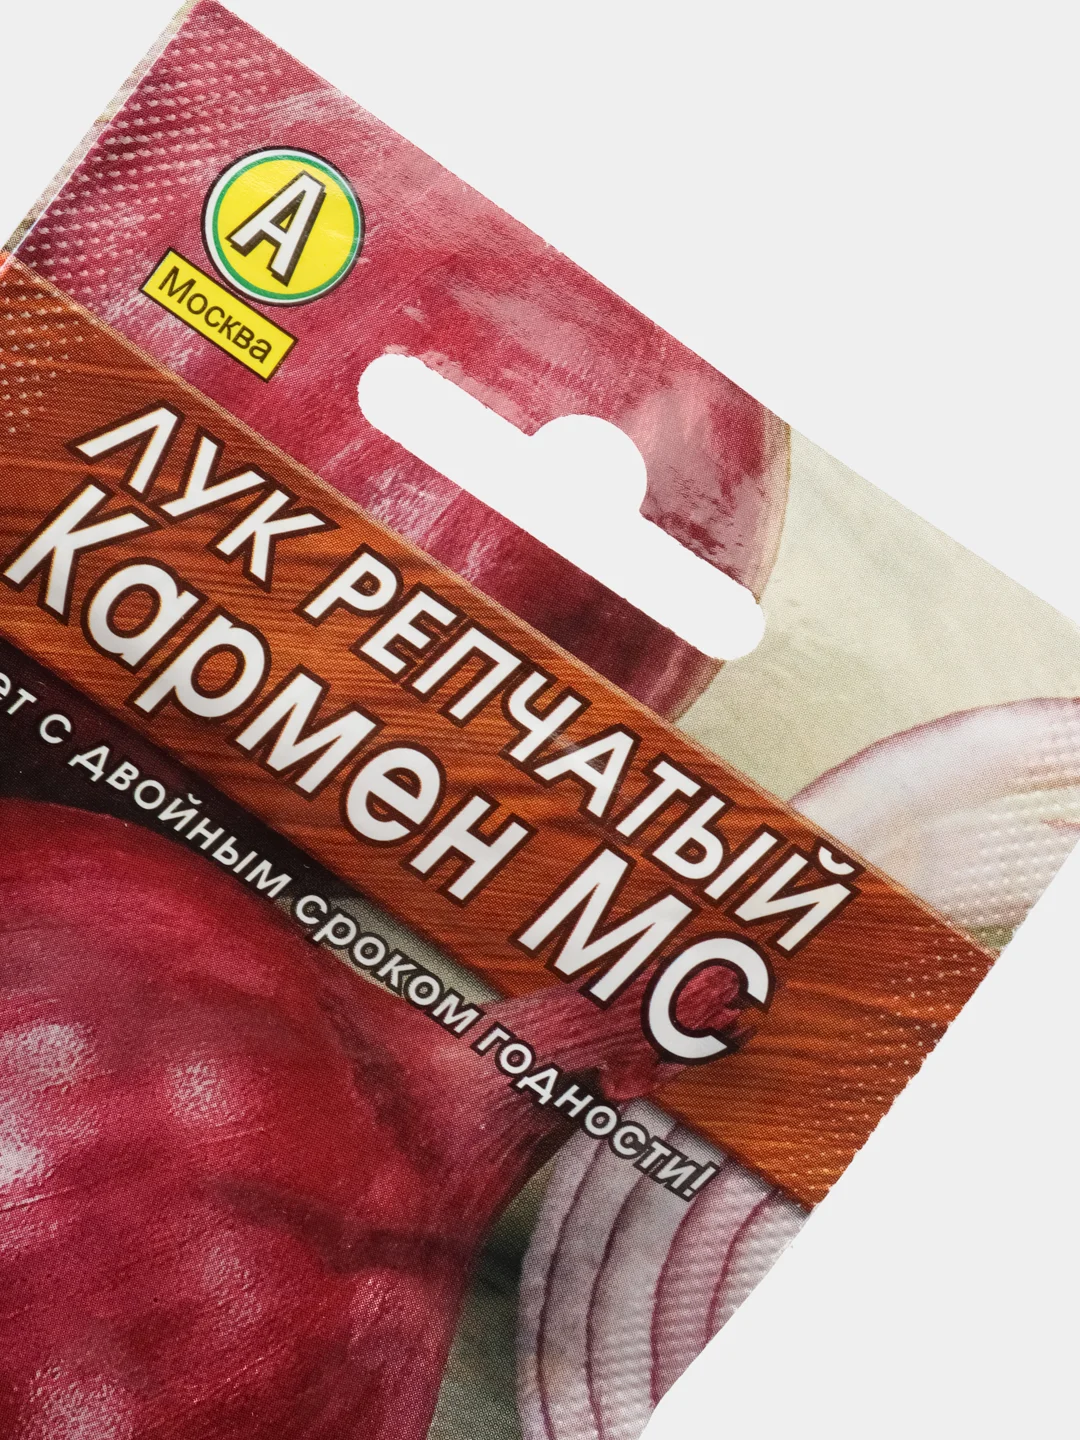 А
Москва
ЛУК РЕПЧАТЫЙ
Кармен МС
с двойным сроком годности!